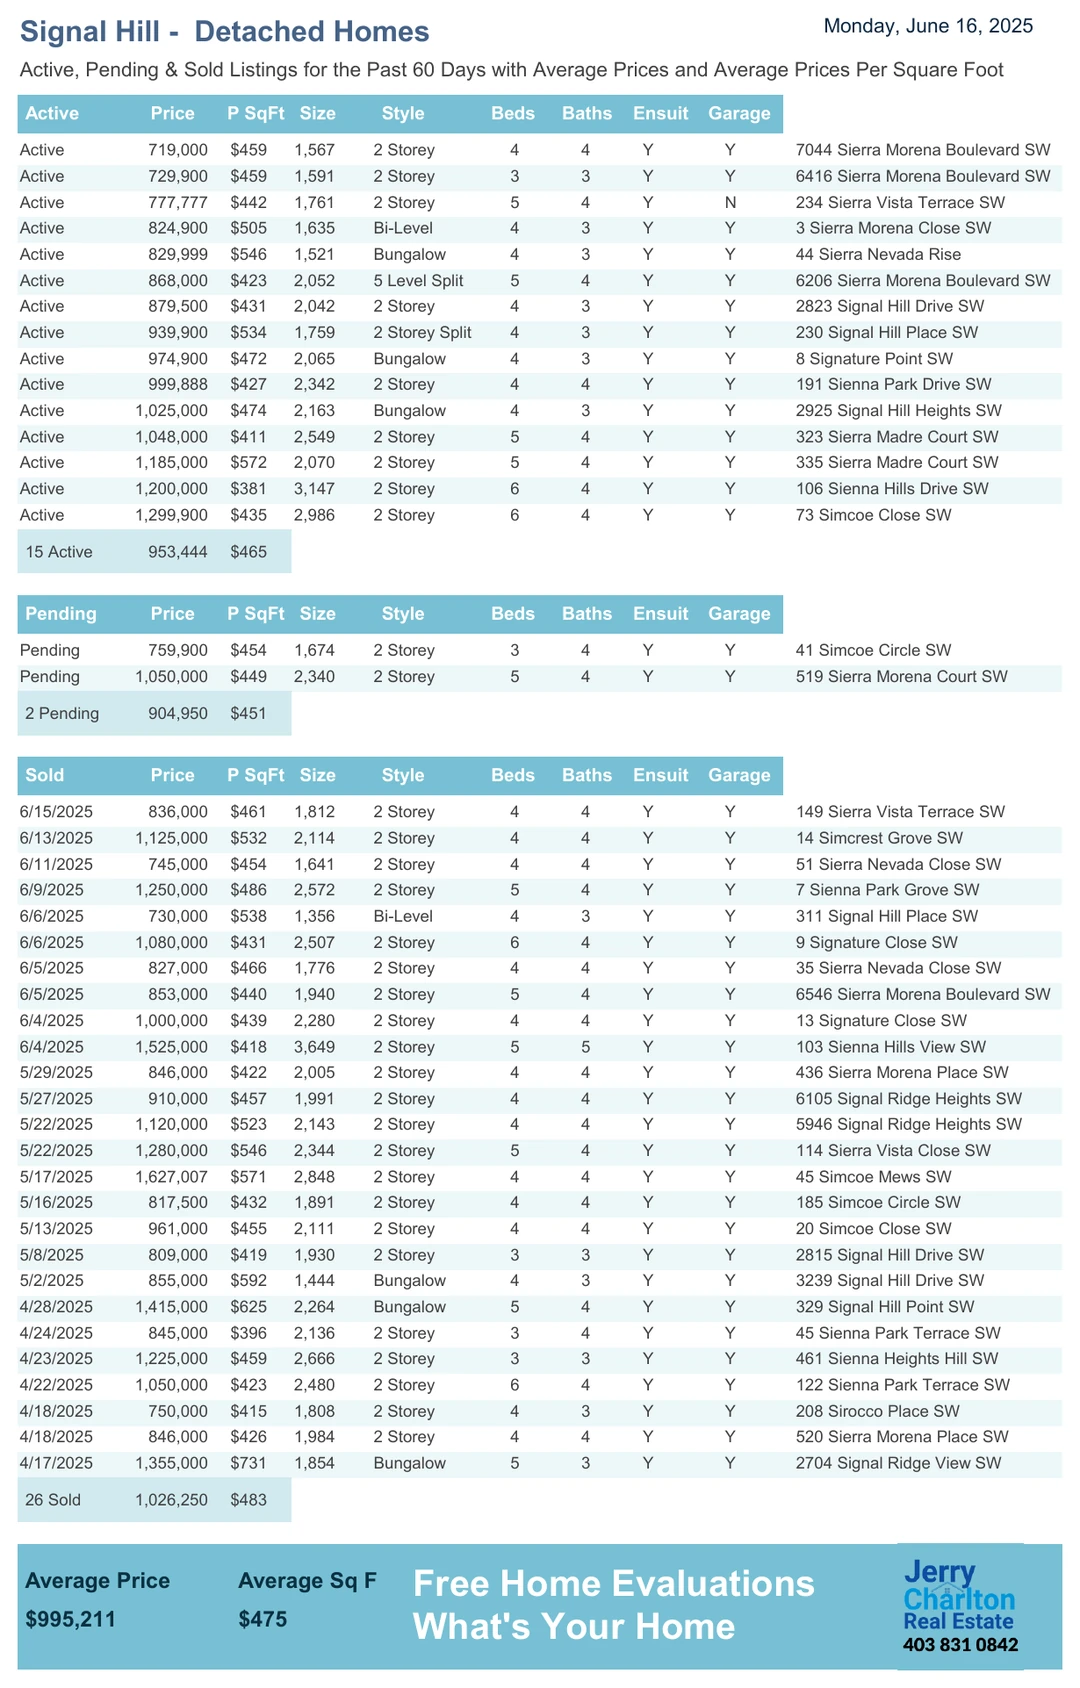 Signal Hill -  Detached Homes
Monday, June 16, 2025
Active, Pending & Sold Listings for the Past 60 Days with Average Prices and Average Prices Per Square Foot
Active Price P SqFt Size Style Beds Baths Ensuit Garage
Active 719,000 $459 1,567 2 Storey 4 4 Y Y 7044 Sierra Morena Boulevard SW
Active 729,900 $459 1,591 2 Storey 3 3 Y Y 6416 Sierra Morena Boulevard SW
Active 777,777 $442 1,761 2 Storey 5 4 Y N 234 Sierra Vista Terrace SW
Active 824,900 $505 1,635 Bi-Level 4 3 Y Y 3 Sierra Morena Close SW
Active 829,999 $546 1,521 Bungalow 4 3 Y Y 44 Sierra Nevada Rise
Active 868,000 $423 2,052 5 Level Split 5 4 Y Y 6206 Sierra Morena Boulevard SW
Active 879,500 $431 2,042 2 Storey 4 3 Y Y 2823 Signal Hill Drive SW
Active 939,900 $534 1,759 2 Storey Split 4 3 Y Y 230 Signal Hill Place SW
Active 974,900 $472 2,065 Bungalow 4 3 Y Y 8 Signature Point SW
Active 999,888 $427 2,342 2 Storey 4 4 Y Y 191 Sienna Park Drive SW
Active 1,025,000 $474 2,163 Bungalow 4 3 Y Y 2925 Signal Hill Heights SW
Active 1,048,000 $411 2,549 2 Storey 5 4 Y Y 323 Sierra Madre Court SW
Active 1,185,000 $572 2,070 2 Storey 5 4 Y Y 335 Sierra Madre Court SW
Active 1,200,000 $381 3,147 2 Storey 6 4 Y Y 106 Sienna Hills Drive SW
Active 1,299,900 $435 2,986 2 Storey 6 4 Y Y 73 Simcoe Close SW
15 Active 953,444 $465
Pending Price P SqFt Size Style Beds Baths Ensuit Garage
Pending 759,900 $454 1,674 2 Storey 3 4 Y Y 41 Simcoe Circle SW
Pending 1,050,000 $449 2,340 2 Storey 5 4 Y Y 519 Sierra Morena Court SW
2 Pending 904,950 $451
Sold Price P SqFt Size Style Beds Baths Ensuit Garage
6/15/2025 836,000 $461 1,812 2 Storey 4 4 Y Y 149 Sierra Vista Terrace SW
6/13/2025 1,125,000 $532 2,114 2 Storey 4 4 Y Y 14 Simcrest Grove SW
6/11/2025 745,000 $454 1,641 2 Storey 4 4 Y Y 51 Sierra Nevada Close SW
6/9/2025 1,250,000 $486 2,572 2 Storey 5 4 Y Y 7 Sienna Park Grove SW
6/6/2025 730,000 $538 1,356 Bi-Level 4 3 Y Y 311 Signal Hill Place SW
6/6/2025 1,080,000 $431 2,507 2 Storey 6 4 Y Y 9 Signature Close SW
6/5/2025 827,000 $466 1,776 2 Storey 4 4 Y Y 35 Sierra Nevada Close SW
6/5/2025 853,000 $440 1,940 2 Storey 5 4 Y Y 6546 Sierra Morena Boulevard SW
6/4/2025 1,000,000 $439 2,280 2 Storey 4 4 Y Y 13 Signature Close SW
6/4/2025 1,525,000 $418 3,649 2 Storey 5 5 Y Y 103 Sienna Hills View SW
5/29/2025 846,000 $422 2,005 2 Storey 4 4 Y Y 436 Sierra Morena Place SW
5/27/2025 910,000 $457 1,991 2 Storey 4 4 Y Y 6105 Signal Ridge Heights SW
5/22/2025 1,120,000 $523 2,143 2 Storey 4 4 Y Y 5946 Signal Ridge Heights SW
5/22/2025 1,280,000 $546 2,344 2 Storey 5 4 Y Y 114 Sierra Vista Close SW
5/17/2025 1,627,007 $571 2,848 2 Storey 4 4 Y Y 45 Simcoe Mews SW
5/16/2025 817,500 $432 1,891 2 Storey 4 4 Y Y 185 Simcoe Circle SW
5/13/2025 961,000 $455 2,111 2 Storey 4 4 Y Y 20 Simcoe Close SW
5/8/2025 809,000 $419 1,930 2 Storey 3 3 Y Y 2815 Signal Hill Drive SW
5/2/2025 855,000 $592 1,444 Bungalow 4 3 Y Y 3239 Signal Hill Drive SW
4/28/2025 1,415,000 $625 2,264 Bungalow 5 4 Y Y 329 Signal Hill Point SW
4/24/2025 845,000 $396 2,136 2 Storey 3 4 Y Y 45 Sienna Park Terrace SW
4/23/2025 1,225,000 $459 2,666 2 Storey 3 3 Y Y 461 Sienna Heights Hill SW
4/22/2025 1,050,000 $423 2,480 2 Storey 6 4 Y Y 122 Sienna Park Terrace SW
4/18/2025 750,000 $415 1,808 2 Storey 4 3 Y Y 208 Sirocco Place SW
4/18/2025 846,000 $426 1,984 2 Storey 4 4 Y Y 520 Sierra Morena Place SW
4/17/2025 1,355,000 $731 1,854 Bungalow 5 3 Y Y 2704 Signal Ridge View SW
26 Sold 1,026,250 $483
Average Price Average Sq F
$995,211 $475
Free Home Evaluations
What's Your Home
Jerry
Charlton
Real Estate
403 831 0842